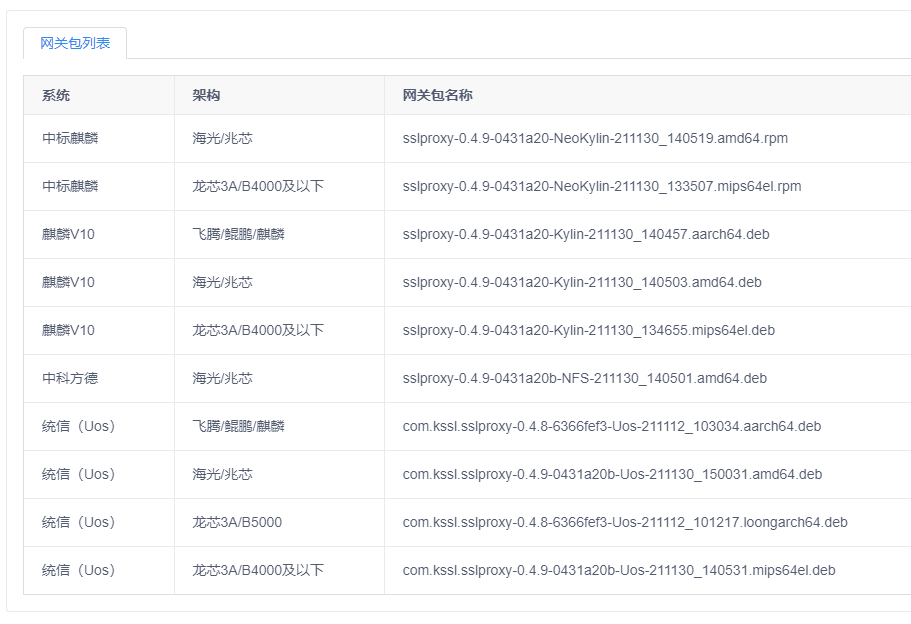 网关包列表
系统 架构 网关包名称
中标麒麟 海光/兆芯 sslproxy-0.4.9-0431a20-NeoKylin-211130_140519.amd64.rpm
中标麒麟 龙芯3A/B4000及以下 sslproxy-0.4.9-0431a20-NeoKylin-211130_133507.mips64el.rpm
麒麟V10 飞腾/鲲鹏/麒麟 sslproxy-0.4.9-0431a20-Kylin-211130_140457.aarch64.deb
麒麟V10 海光/兆芯 sslproxy-0.4.9-0431a20-Kylin-211130_140503.amd64.deb
麒麟V10 龙芯3A/B4000及以下 sslproxy-0.4.9-0431a20-Kylin-211130_134655.mips64el.deb
中科方德 海光/兆芯 sslproxy-0.4.9-0431a20b-NFS-211130_140501.amd64.deb
统信（Uos） 飞腾/鲲鹏/麒麟 com.kssl.sslproxy-0.4.8-6366fef3-Uos-211112_103034.aarch64.deb
统信（Uos） 海光/兆芯 com.kssl.sslproxy-0.4.9-0431a20b-Uos-211130_150031.amd64.deb
统信（Uos） 龙芯3A/B5000 com.kssl.sslproxy-0.4.8-6366fef3-Uos-211112_101217.loongarch64.deb
统信（Uos） 龙芯3A/B4000及以下 com.kssl.sslproxy-0.4.9-0431a20b-Uos-211130_140531.mips64el.deb